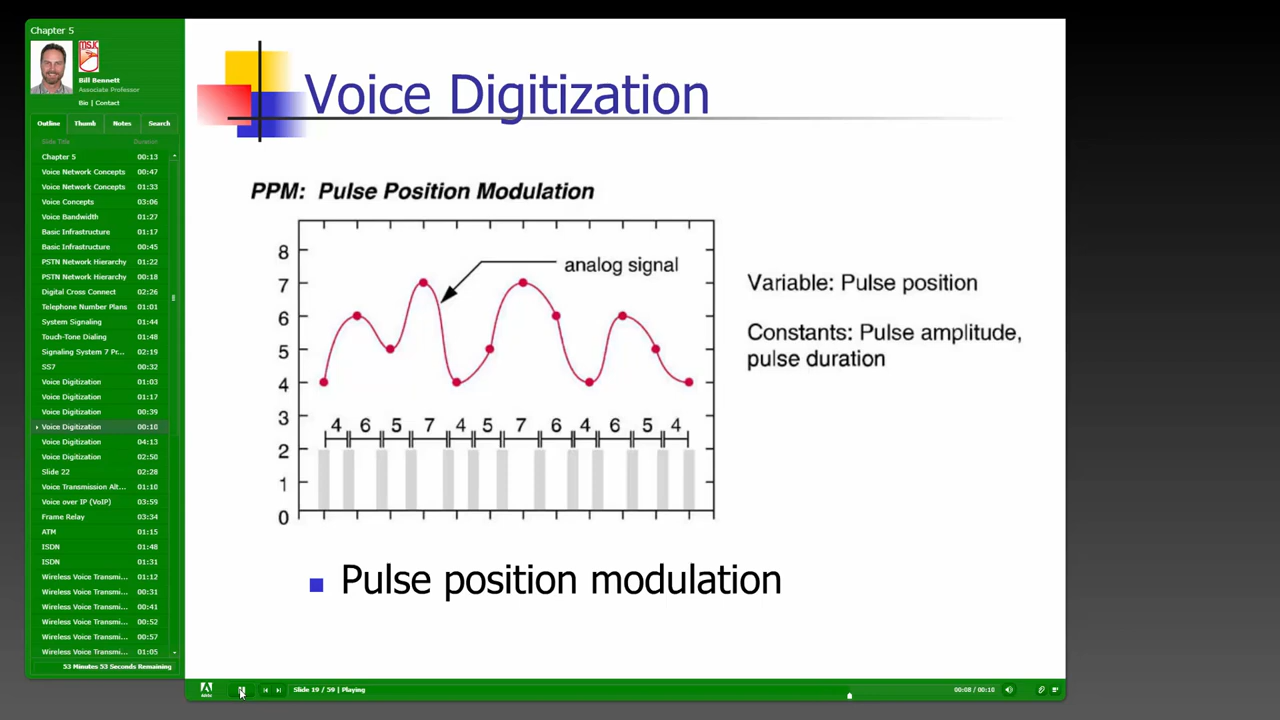 Chapter 5
Bill Bennett
Associate Professor
Bio | Contact
Outline Thumb Notes Search
Slide Title Duration
Chapter 5 00:13
Voice Network Concepts 00:47
Voice Network Concepts 01:33
Voice Concepts 03:06
Voice Bandwidth 01:27
Basic Infrastructure 01:17
Basic Infrastructure 00:45
PSTN Network Hierarchy 01:22
PSTN Network Hierarchy 00:18
Digital Cross Connect 02:26
Telephone Number Plans 01:01
System Signaling 01:44
Touch-Tone Dialing 01:48
Signaling System 7 Pr... 02:19
SS7 00:32
Voice Digitization 01:03
Voice Digitization 01:17
Voice Digitization 00:39
Voice Digitization 00:10
Voice Digitization 04:13
Voice Digitization 02:50
Slide 22 02:28
Voice Transmission Alt... 01:10
Voice over IP (VoIP) 03:59
Frame Relay 03:34
ATM 01:15
ISDN 01:48
ISDN 01:31
Wireless Voice Transmi... 01:12
Wireless Voice Transmi... 00:31
Wireless Voice Transmi... 00:41
Wireless Voice Transmi... 00:52
Wireless Voice Transmi... 00:57
Wireless Voice Transmi... 01:05
53 Minutes 53 Seconds Remaining
Voice Digitization
PPM: Pulse Position Modulation
8
7
6
5
4
3
2
1
0
analog signal
4 6 5 7 4 5 7 6 4 6 5 4
Variable: Pulse position
Constants: Pulse amplitude,
pulse duration
Pulse position modulation
Slide 19 / 59 | Playing
00:08 / 00:10